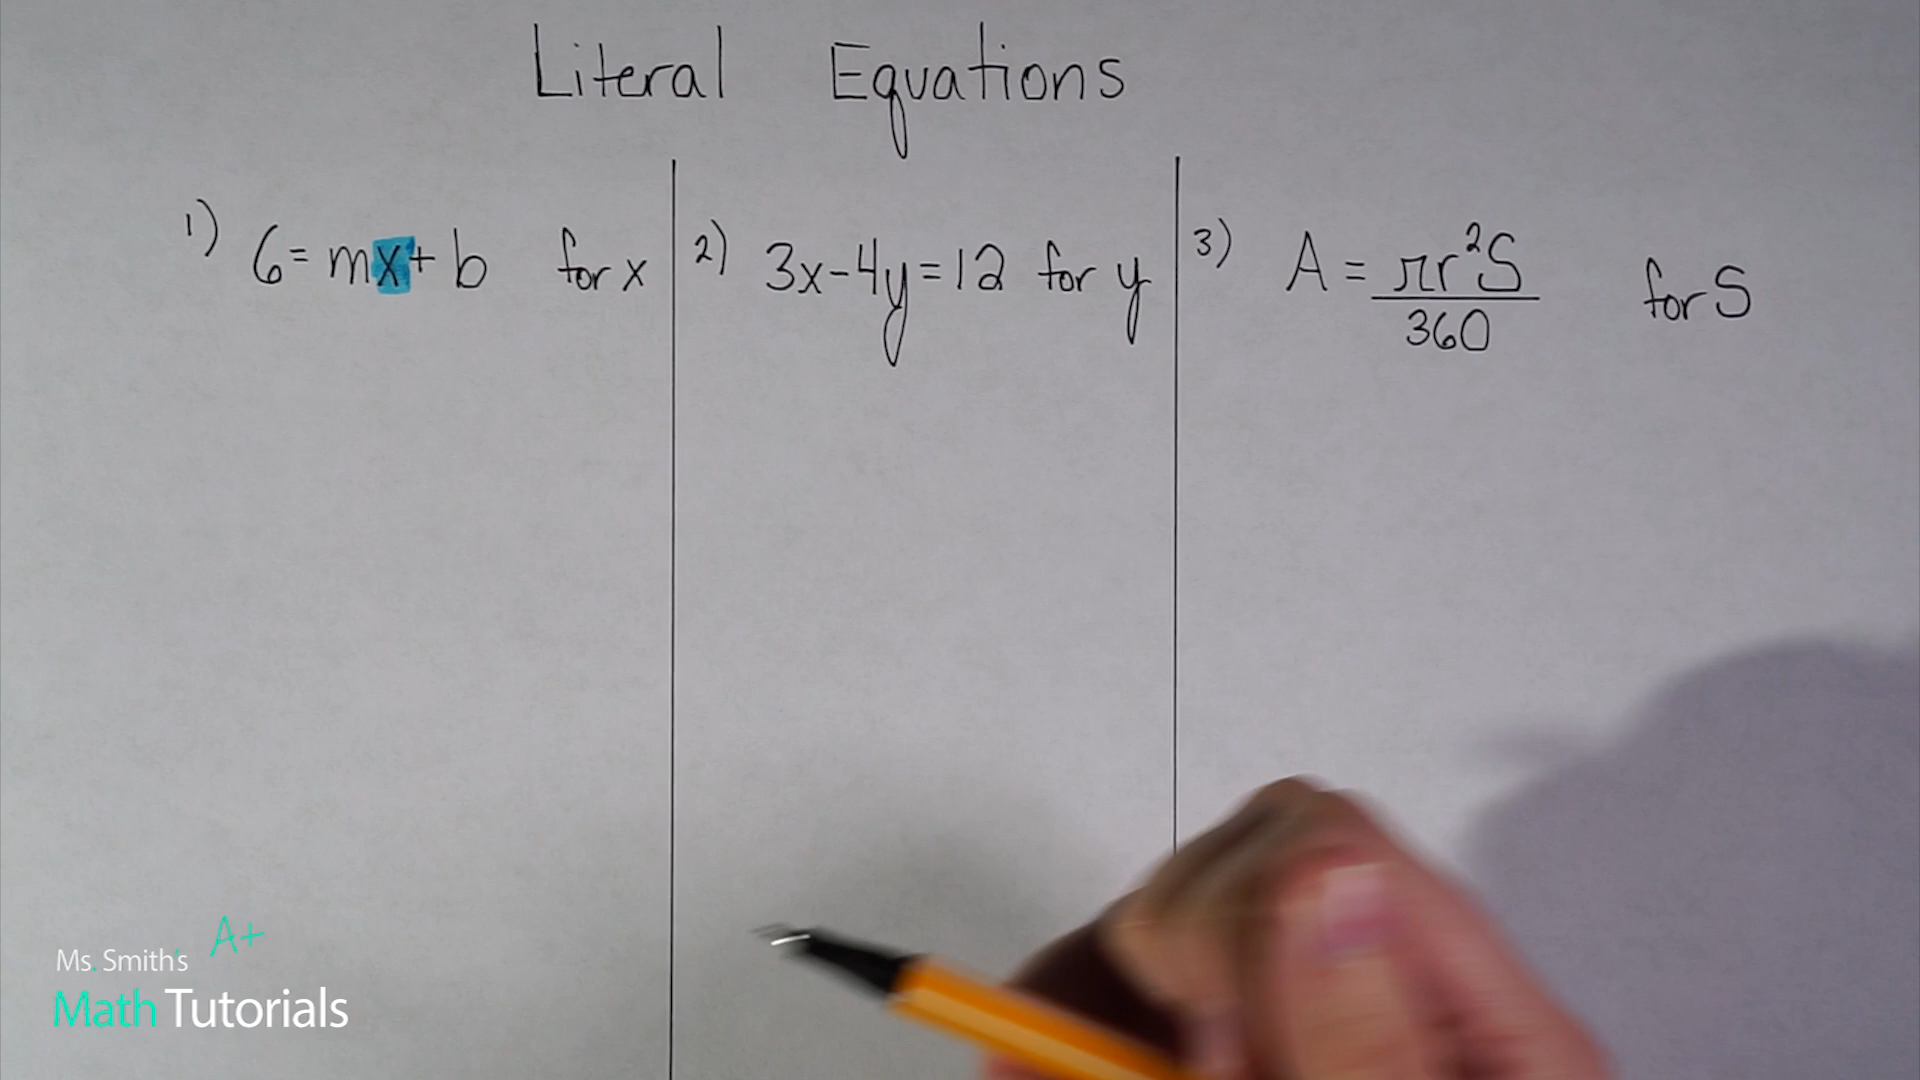 Literal Equations
1) 6 = mx + b for x
2) 3x - 4y = 12 for y
3) A = πr²S / 360 for S
A+
Ms. Smith's
Math Tutorials